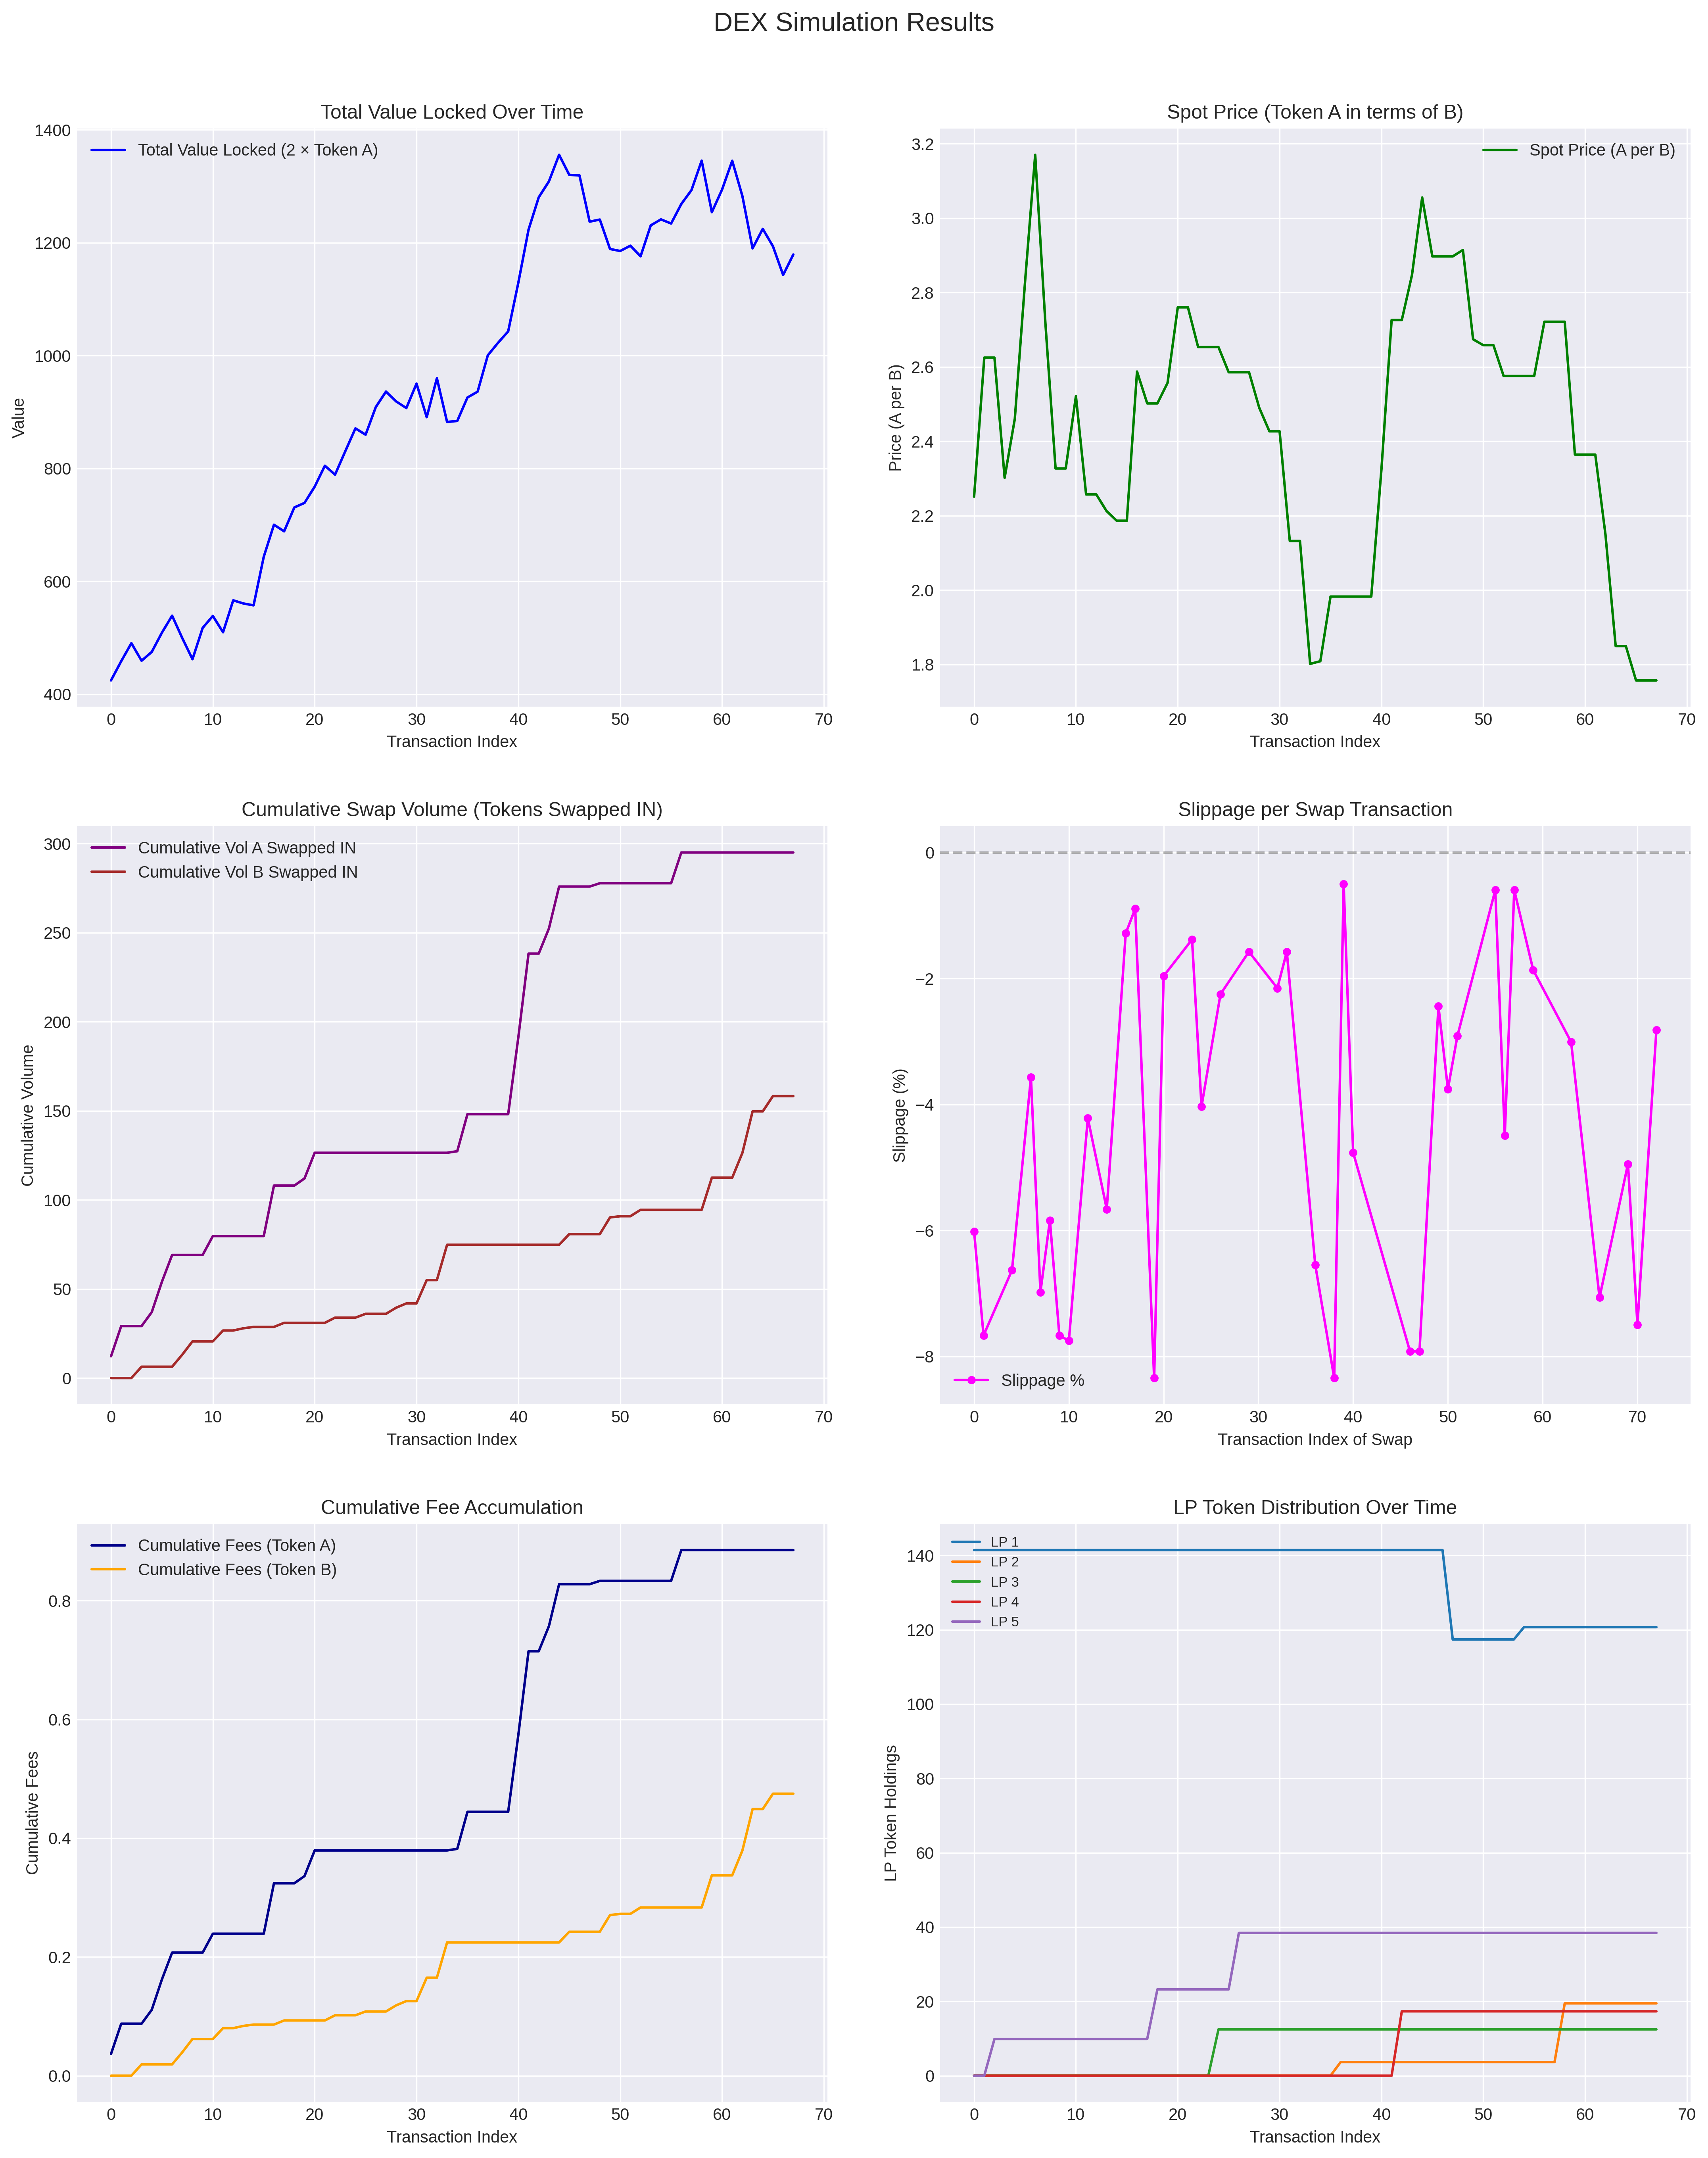 DEX Simulation Results
Total Value Locked Over Time
Total Value Locked (2 × Token A)
Value
1400
1200
1000
800
600
400
0 10 20 30 40 50 60 70
Transaction Index
Spot Price (Token A in terms of B)
Spot Price (A per B)
Price (A per B)
3.2
3.0
2.8
2.6
2.4
2.2
2.0
1.8
0 10 20 30 40 50 60 70
Transaction Index
Cumulative Swap Volume (Tokens Swapped IN)
Cumulative Vol A Swapped IN
Cumulative Vol B Swapped IN
Cumulative Volume
300
250
200
150
100
50
0
0 10 20 30 40 50 60 70
Transaction Index
Slippage per Swap Transaction
Slippage (%)
0
−2
−4
−6
−8
Slippage %
0 10 20 30 40 50 60 70
Transaction Index of Swap
Cumulative Fee Accumulation
Cumulative Fees (Token A)
Cumulative Fees (Token B)
Cumulative Fees
0.8
0.6
0.4
0.2
0.0
0 10 20 30 40 50 60 70
Transaction Index
LP Token Distribution Over Time
LP 1
LP 2
LP 3
LP 4
LP 5
LP Token Holdings
140
120
100
80
60
40
20
0
0 10 20 30 40 50 60 70
Transaction Index